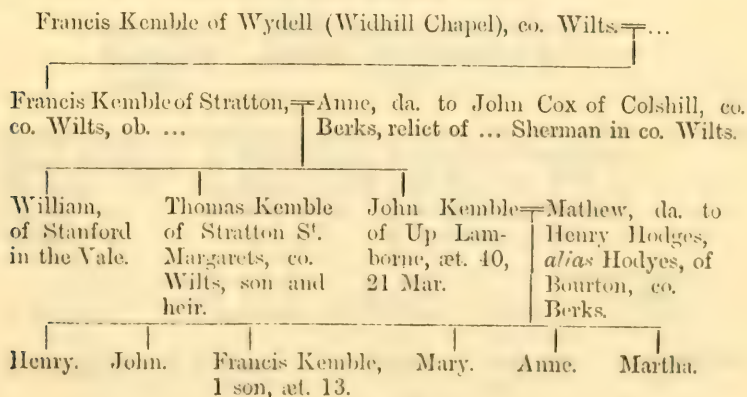 Francis Kemble of Wydell (Widhill Chapel), co. Wilts.=...
Francis Kemble of Stratton,=Anne, da. to John Cox of Colshill, co.
co. Wilts, ob. ... Berks, relict of ... Sherman in co. Wilts.
William, Thomas Kemble John Kemble=Mathew, da. to
of Stanford of Stratton St. of Up Lam- Henry Hodges,
in the Vale. Margarets, co. borne, æt. 40, alias Hodyes, of
Wilts, son and 21 Mar. Bourton, co.
heir. Berks.
Henry. John. Francis Kemble, Mary. Anne. Martha.
1 son, æt. 13.